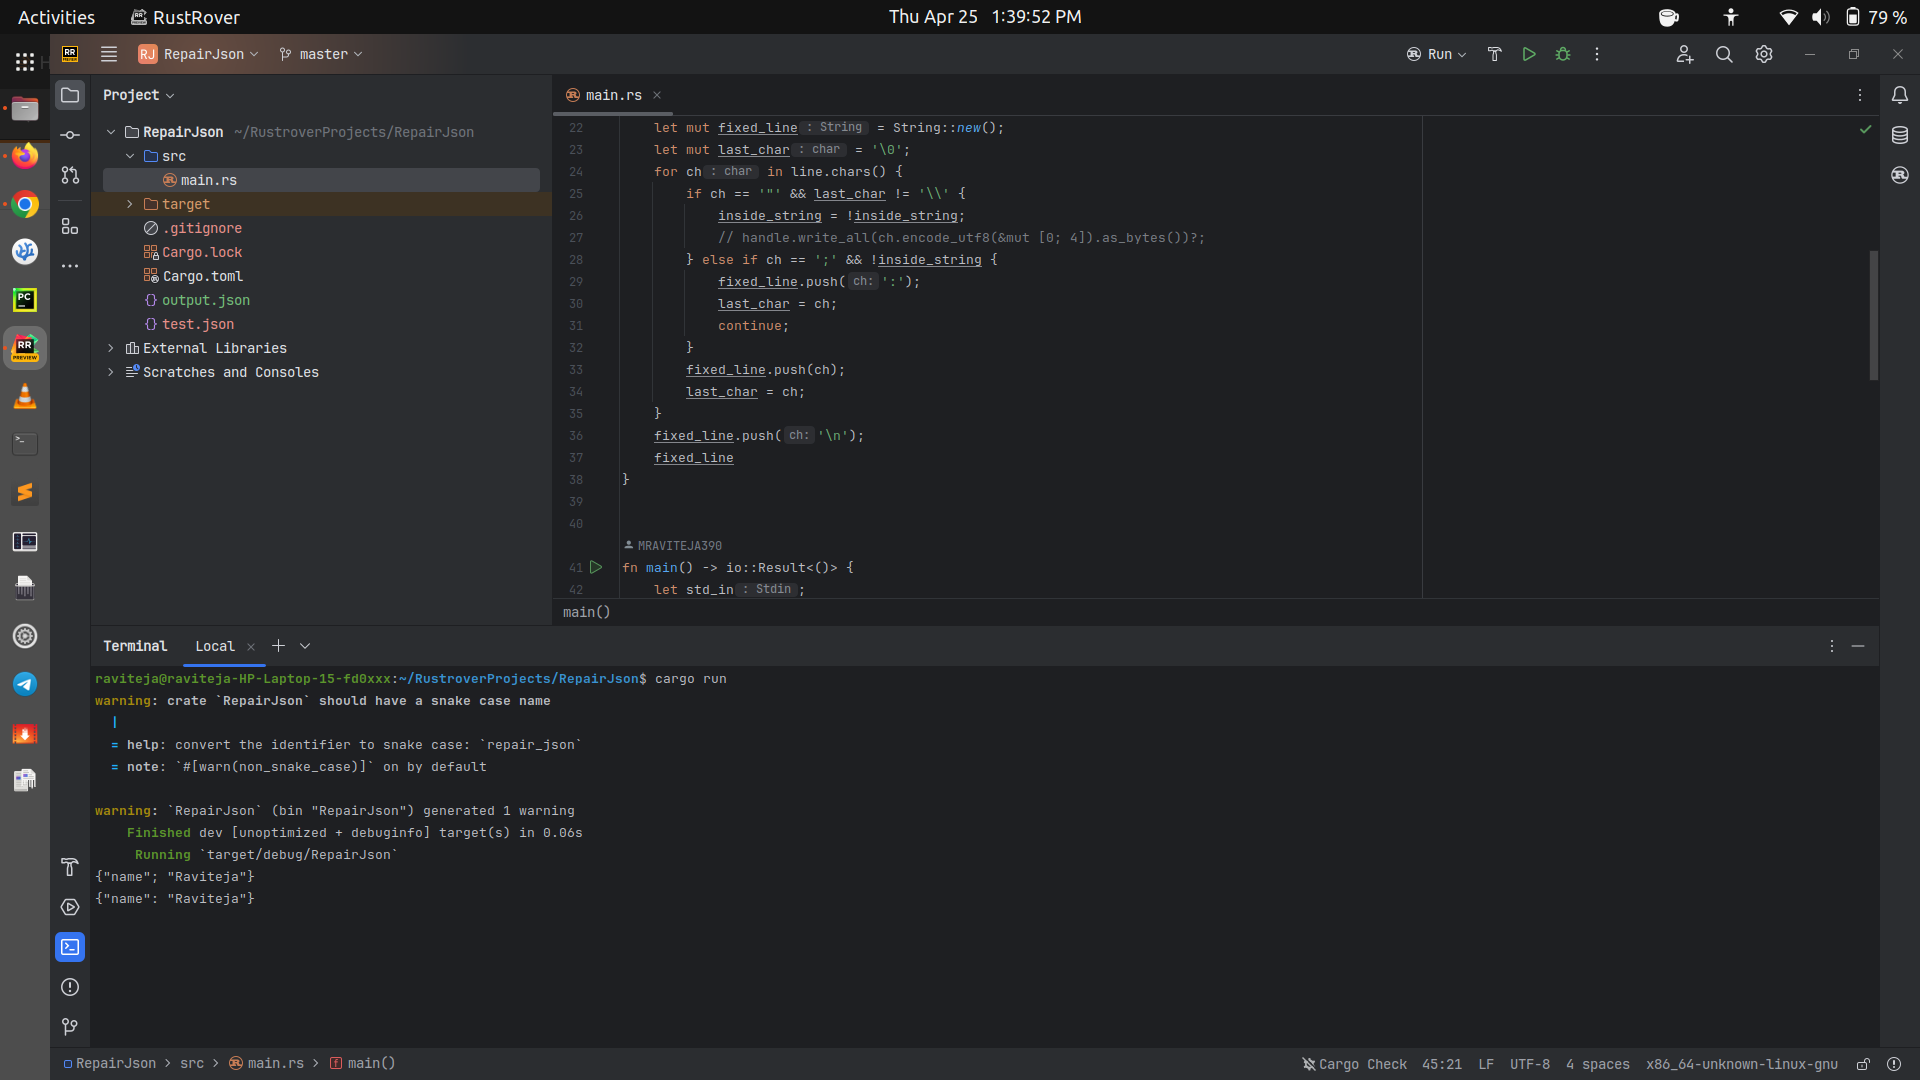 Activities
RustRover
Thu Apr 25 1:39:52 PM
79 %
RR
RJ RepairJson
master
Run
Project
RepairJson ~/RustroverProjects/RepairJson
src
main.rs
target
.gitignore
Cargo.lock
Cargo.toml
output.json
test.json
External Libraries
Scratches and Consoles
main.rs
22 let mut fixed_line : String = String::new();
23 let mut last_char : char = '\0';
24 for ch : char in line.chars() {
25 if ch == '"' && last_char != '\\' {
26 inside_string = !inside_string;
27 // handle.write_all(ch.encode_utf8(&mut [0; 4]).as_bytes())?;
28 } else if ch == ';' && !inside_string {
29 fixed_line.push( ch: ':');
30 last_char = ch;
31 continue;
32 }
33 fixed_line.push(ch);
34 last_char = ch;
35 }
36 fixed_line.push( ch: '\n');
37 fixed_line
38 }
39
40
MRAVITEJA390
41 fn main() -> io::Result<()> {
42 let std_in : Stdin ;
main()
Terminal
Local
raviteja@raviteja-HP-Laptop-15-fd0xxx:~/RustroverProjects/RepairJson$ cargo run
warning: crate `RepairJson` should have a snake case name
|
= help: convert the identifier to snake case: `repair_json`
= note: `#[warn(non_snake_case)]` on by default
warning: `RepairJson` (bin "RepairJson") generated 1 warning
Finished dev [unoptimized + debuginfo] target(s) in 0.06s
Running `target/debug/RepairJson`
{"name"; "Raviteja"}
{"name": "Raviteja"}
RepairJson > src > main.rs > main()
Cargo Check
45:21
LF
UTF-8
4 spaces
x86_64-unknown-linux-gnu
PC
RR
PREVIEW